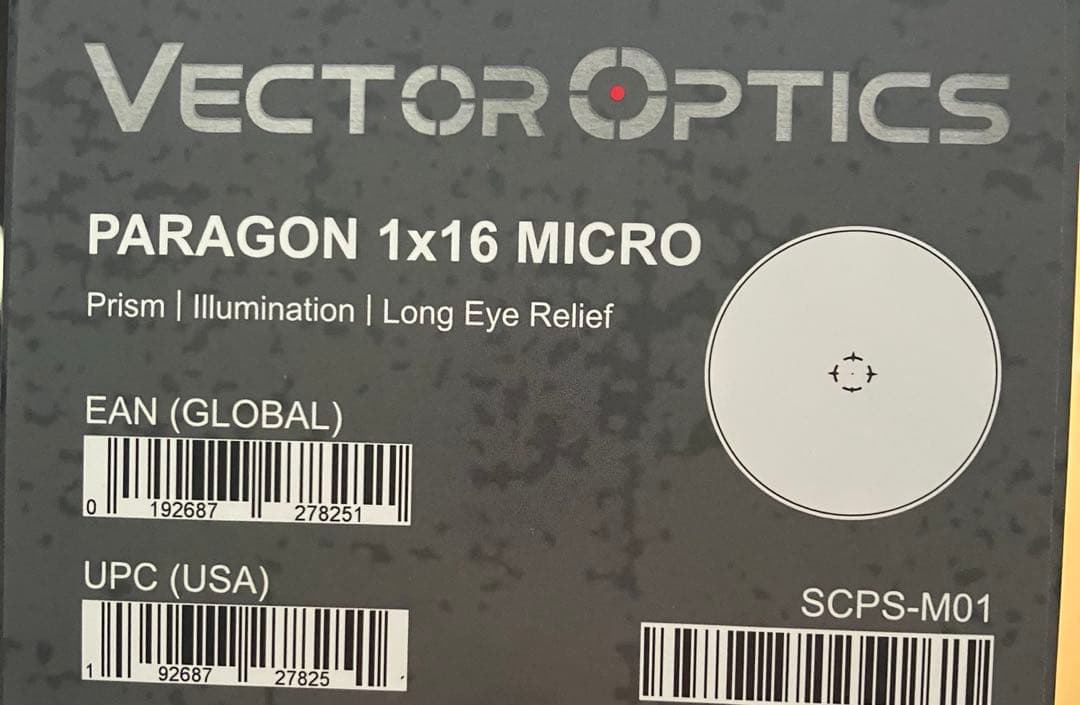 VECTOR OPTICS
PARAGON 1x16 MICRO
Prism | Illumination | Long Eye Relief
EAN (GLOBAL)
0 192687 278251
UPC (USA)
1 92687 27825
SCPS-M01